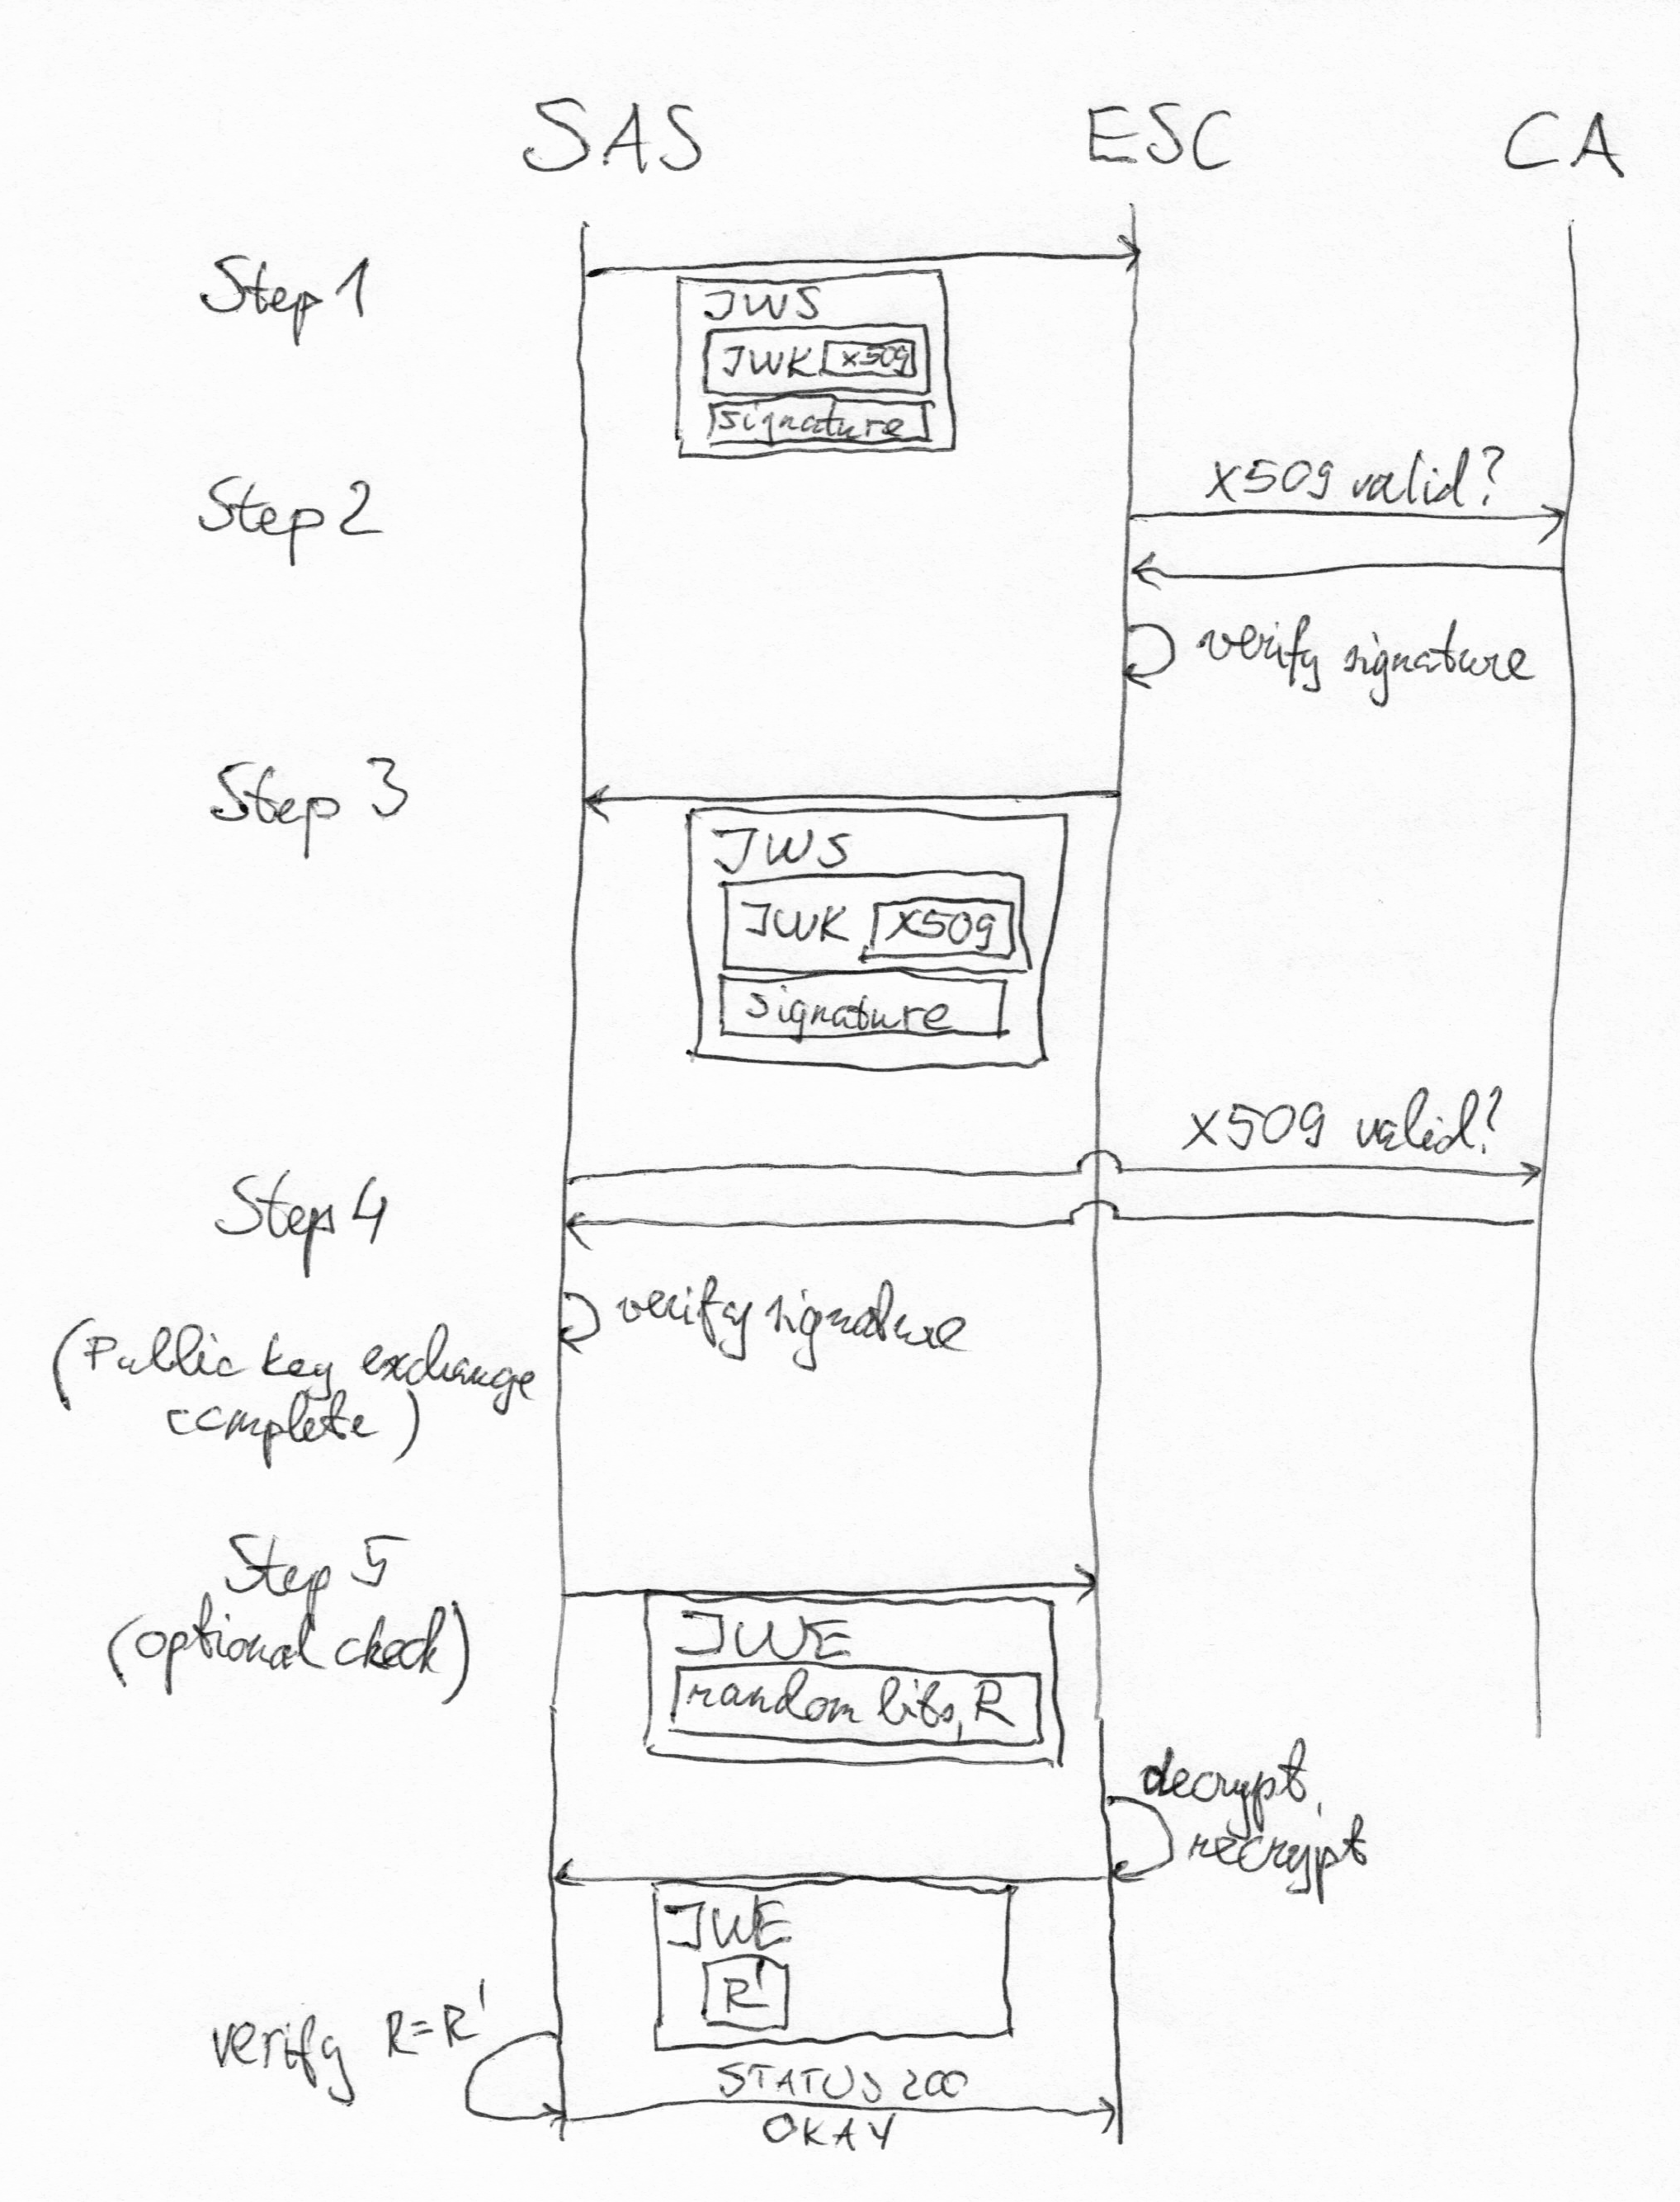 SAS ESC CA
Step 1
JWS
JWK x509
signature
x509 valid?
Step 2
verify signature
Step 3
JWS
JWK x509
signature
x509 valid?
Step 4
verify signature
(Public key exchange
complete)
Step 5
(optional check)
JWE
random bits, R
decrypt,
recrypt
JWE
R'
verify R=R'
STATUS 200
OKAY